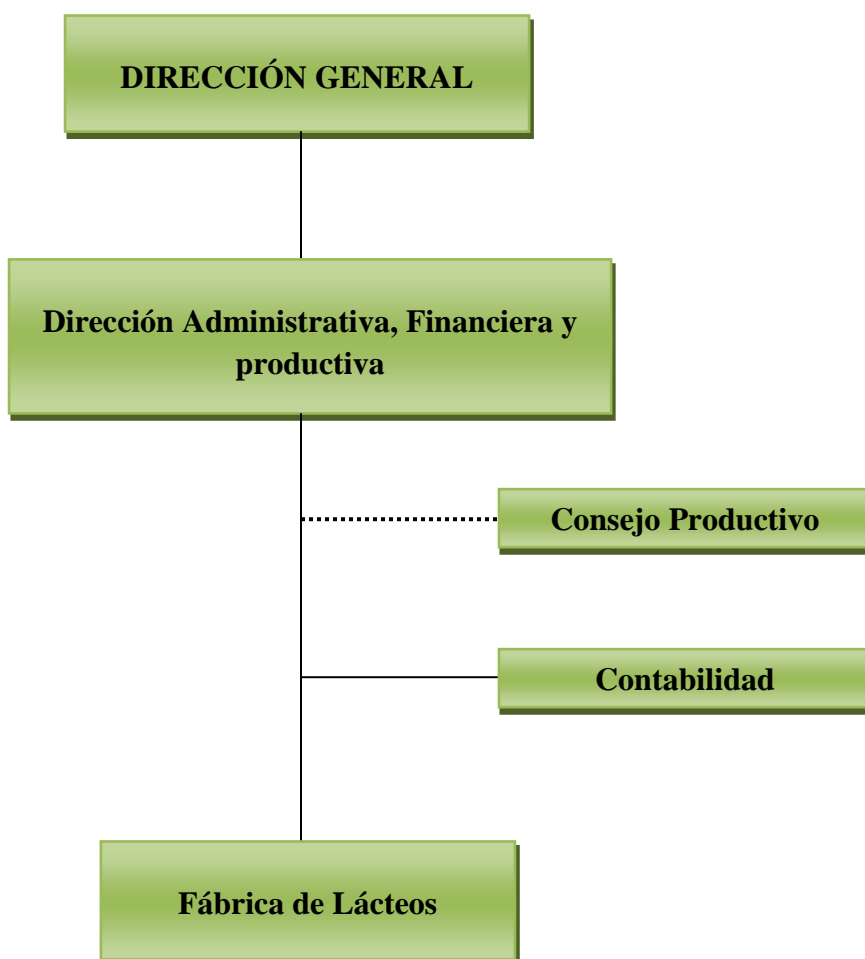 DIRECCIÓN GENERAL
Dirección Administrativa, Financiera y
productiva
Consejo Productivo
Contabilidad
Fábrica de Lácteos